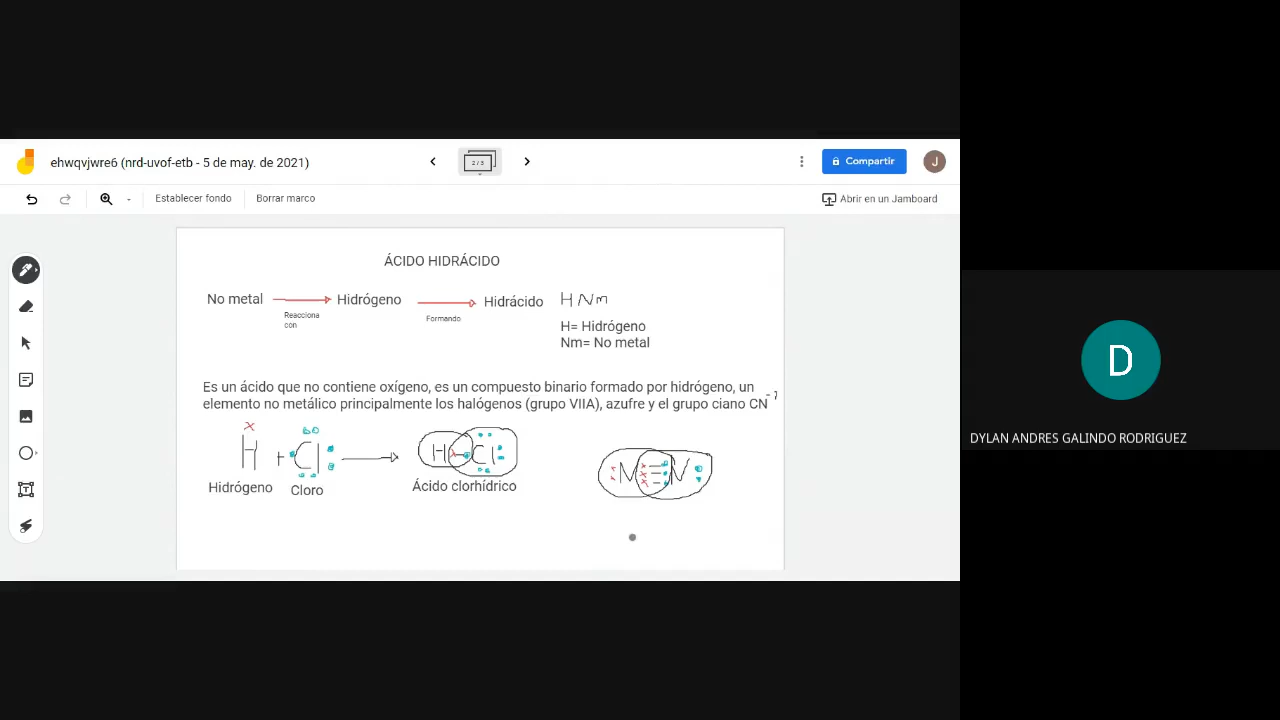 ehwqvjwre6 (nrd-uvof-etb - 5 de may. de 2021)
2 / 3
Compartir
J
Establecer fondo
Borrar marco
Abrir en un Jamboard
ÁCIDO HIDRÁCIDO
No metal
Hidrógeno
Hidrácido
H Nm
Reacciona
con
Formando
H= Hidrógeno
Nm= No metal
Es un ácido que no contiene oxígeno, es un compuesto binario formado por hidrógeno, un
elemento no metálico principalmente los halógenos (grupo VIIA), azufre y el grupo ciano CN-1
H + Cl
H-Cl
N≡N
Hidrógeno
Cloro
Ácido clorhídrico
D
DYLAN ANDRES GALINDO RODRIGUEZ